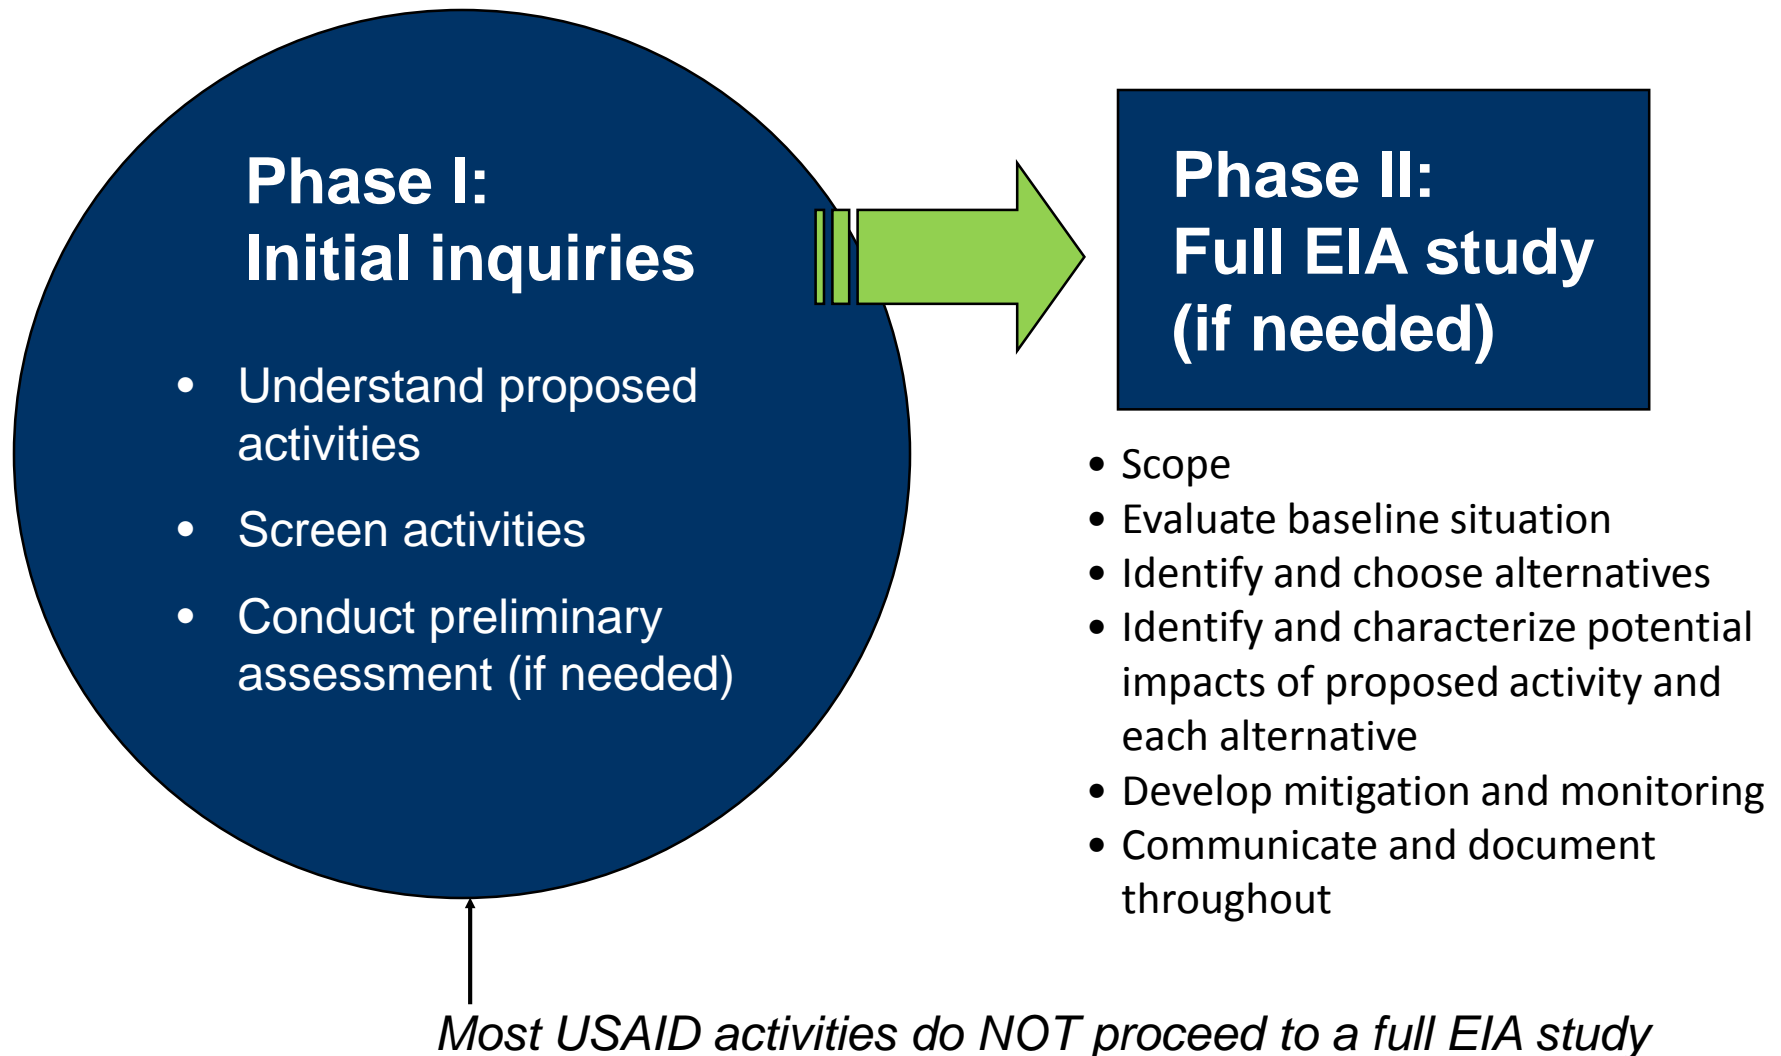 Phase I:
Initial inquiries
• Understand proposed
activities
• Screen activities
• Conduct preliminary
assessment (if needed)
Phase II:
Full EIA study
(if needed)
• Scope
• Evaluate baseline situation
• Identify and choose alternatives
• Identify and characterize potential
impacts of proposed activity and
each alternative
• Develop mitigation and monitoring
• Communicate and document
throughout
Most USAID activities do NOT proceed to a full EIA study